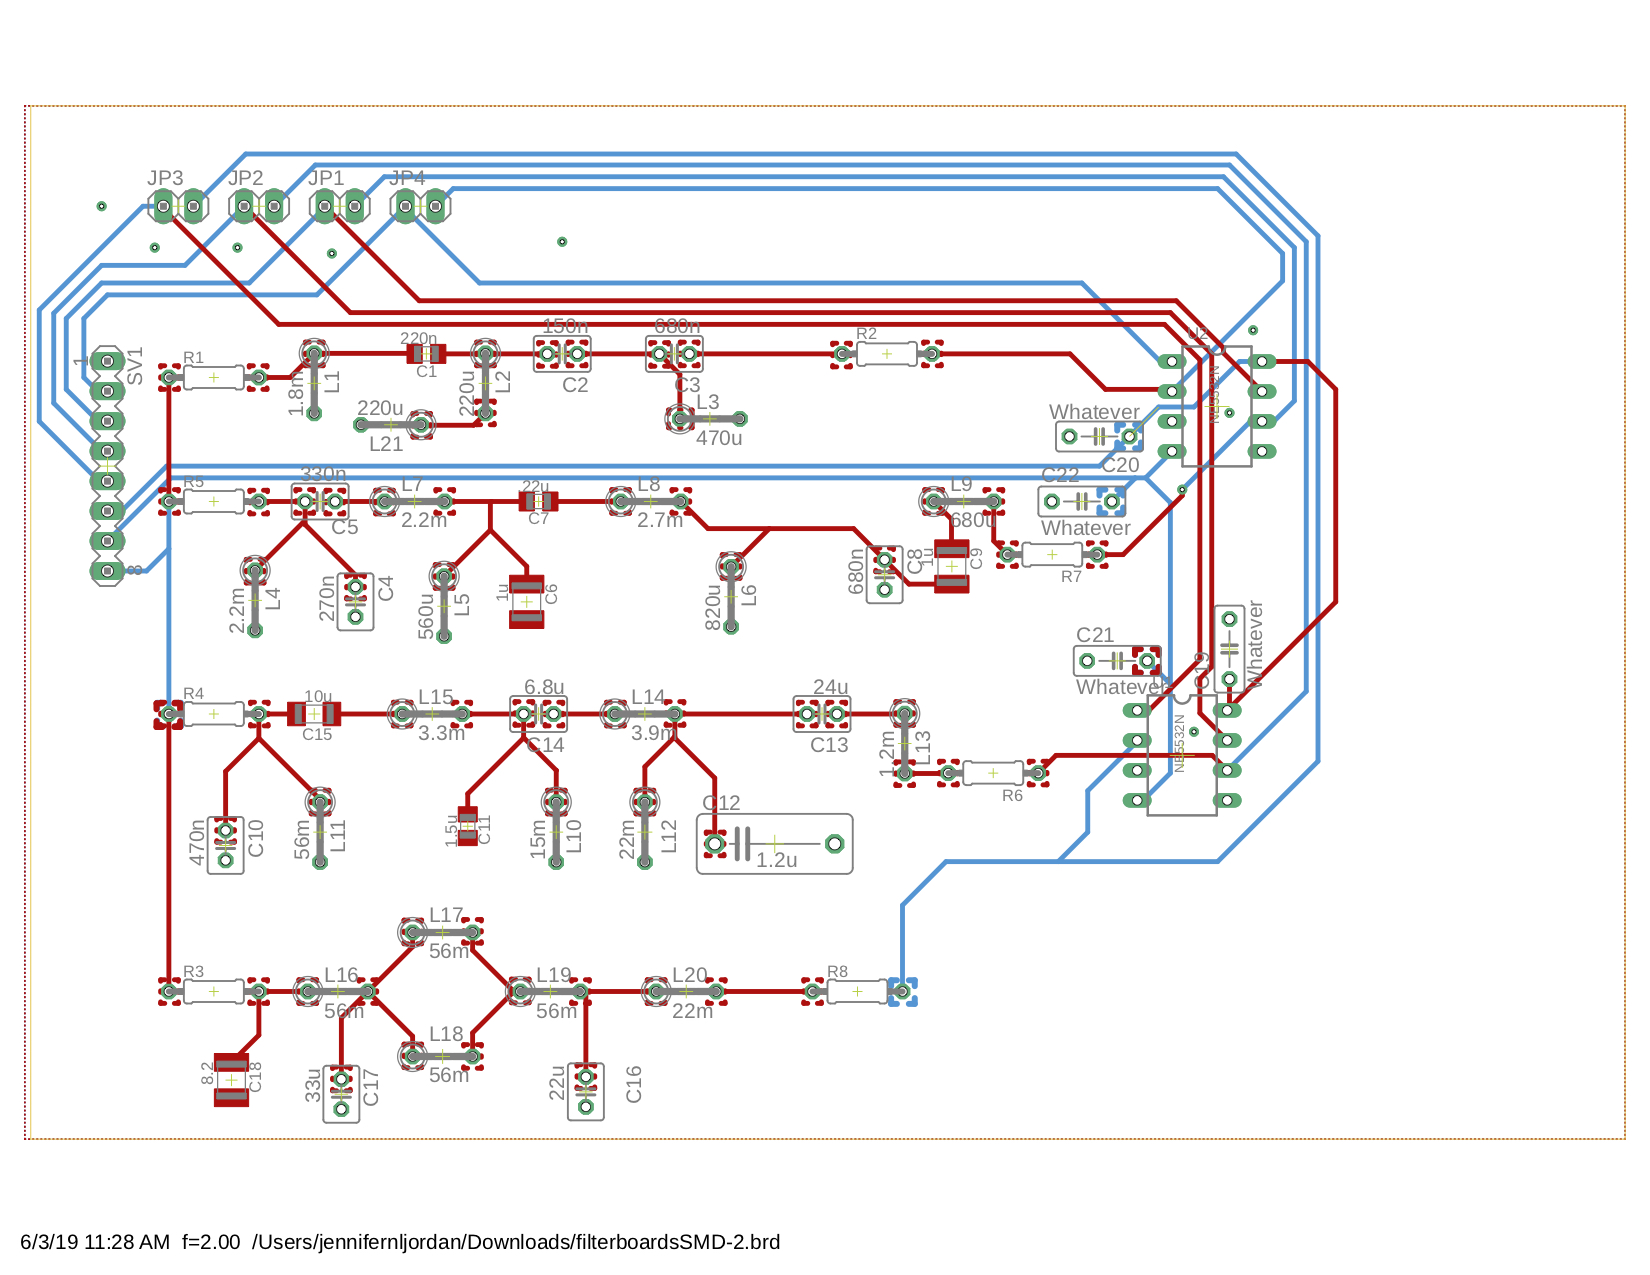 JP3 JP2 JP1 JP4
1 SV1 8
R1 1.8m L1 220n C1 220u L2 150n C2 680n C3 R2 U2 NE5532N
220u L21 L3 470u Whatever C20
R5 330n C5 L7 2.2m 22u C7 L8 2.7m L9 680u C22 Whatever
2.2m L4 270n C4 560u L5 1u C6 820u L6 680n C8 1u C9 R7
C21 Whatever C19 Whatever
R4 10u C15 L15 3.3m 6.8u C14 L14 3.9m 24u C13 1.2m L13 NE5532N
R6
470n C10 56m L11 1.5u C11 15m L10 22m L12 C12 1.2u
L17 56m
R3 L16 56m L19 56m L20 22m R8
L18 56m
8.2 C18 33u C17 22u C16
6/3/19 11:28 AM f=2.00 /Users/jennifernljordan/Downloads/filterboardsSMD-2.brd